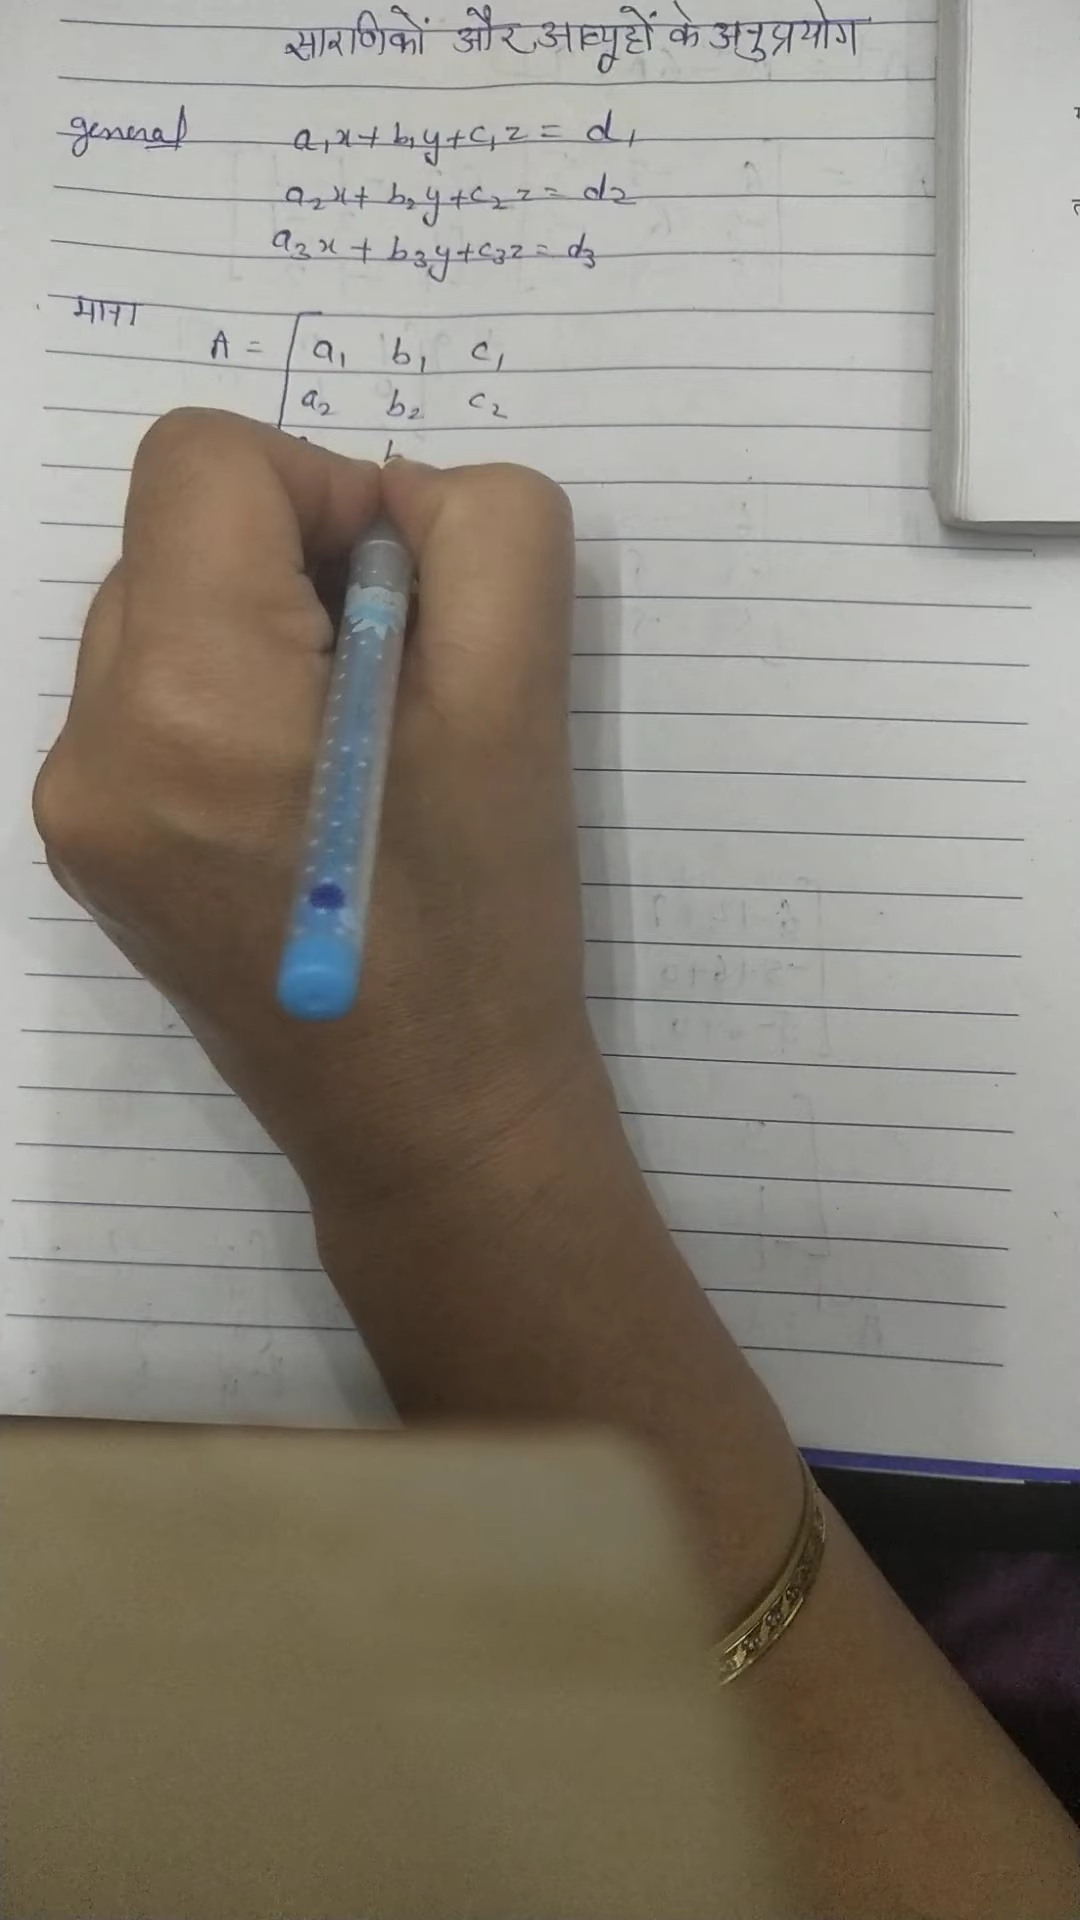 सारणिकों और आव्यूहों के अनुप्रयोग
general a₁x + b₁y + c₁z = d₁
a₂x + b₂y + c₂z = d₂
a₃x + b₃y + c₃z = d₃
माना
A = [a₁ b₁ c₁
a₂ b₂ c₂
b